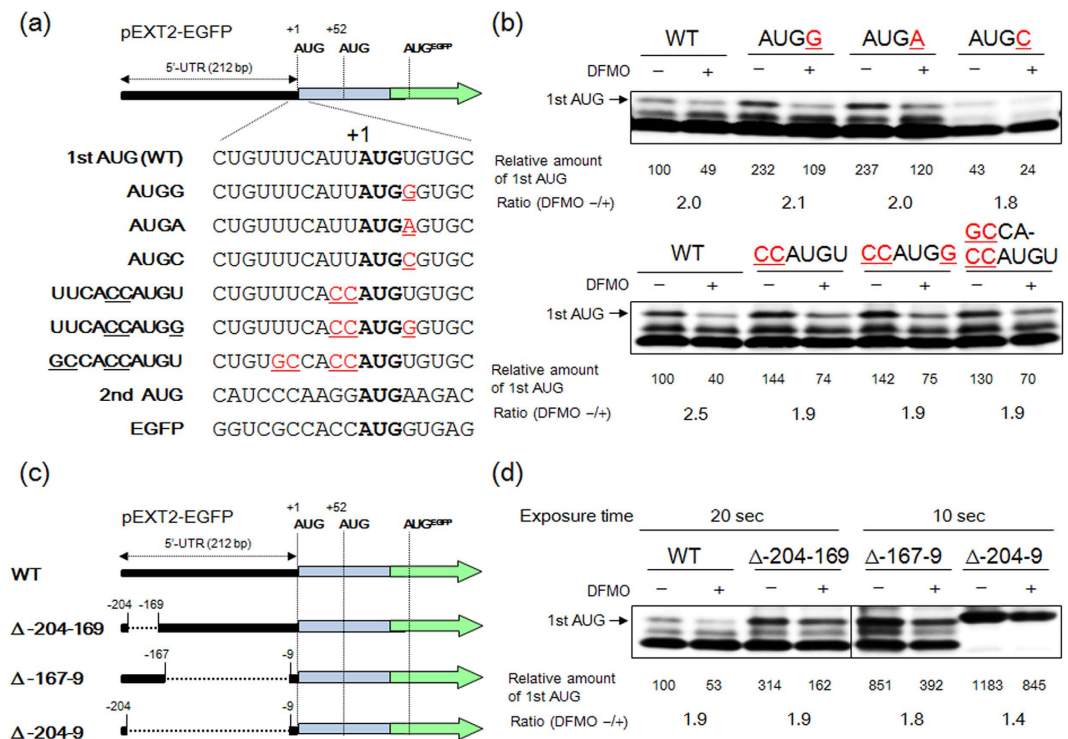 (a)
pEXT2-EGFP
+1
AUG
+52
AUG
AUGEGFP
5'-UTR (212 bp)
+1
1st AUG (WT) CUGUUUCAUUAUGUGUGC
AUGG CUGUUUCAUUAUGGGUGC
AUGA CUGUUUCAUUAUGAGUGC
AUGC CUGUUUCAUUAUGCGUGC
UUCACCAUGU CUGUUUCACCAUGUGUGC
UUCACCAUGG CUGUUUCACCAUGGGUGC
GCCACCAUGU CUGUGCCACCAUGUGUGC
2nd AUG CAUCCCAAGGAUGAAGAC
EGFP GGUCGCCACCAUGGUGAG
(b)
WT AUGG AUGA AUGC
DFMO − + − + − + − +
1st AUG
Relative amount
of 1st AUG
100 49 232 109 237 120 43 24
Ratio (DFMO −/+) 2.0 2.1 2.0 1.8
WT CCAUGU CCAUGG GCCA-
CCAUGU
DFMO − + − + − + − +
1st AUG
Relative amount
of 1st AUG
100 40 144 74 142 75 130 70
Ratio (DFMO −/+) 2.5 1.9 1.9 1.9
(c)
pEXT2-EGFP
+1
AUG
+52
AUG
AUGEGFP
5'-UTR (212 bp)
WT
-204 -169
Δ-204-169
-167 -9
Δ-167-9
-204 -9
Δ-204-9
(d)
Exposure time 20 sec 10 sec
WT Δ-204-169 Δ-167-9 Δ-204-9
DFMO − + − + − + − +
1st AUG
Relative amount
of 1st AUG
100 53 314 162 851 392 1183 845
Ratio (DFMO −/+) 1.9 1.9 1.8 1.4